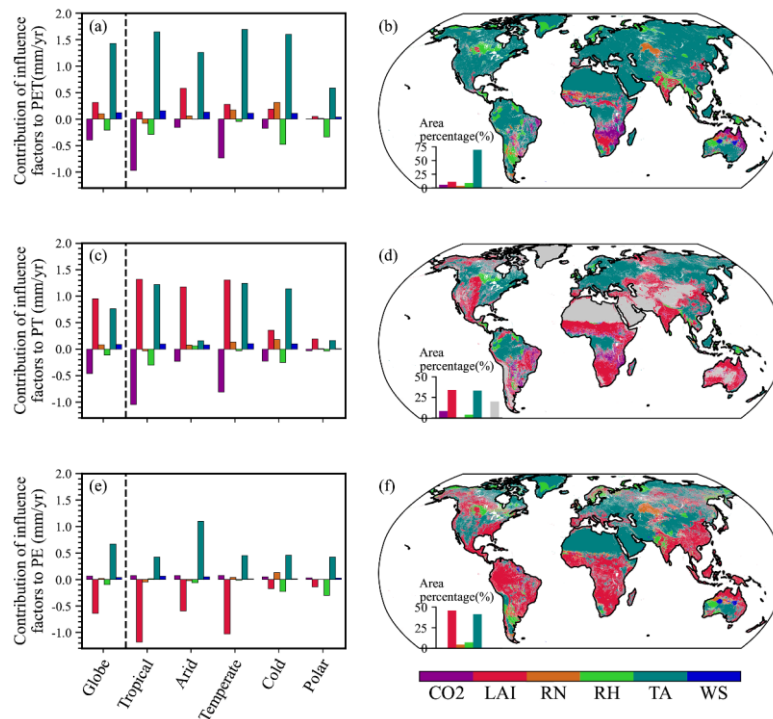 Contribution of influence
factors to PET(mm/yr)
2.0
1.5
1.0
0.5
0.0
-0.5
-1.0
(a)
(b)
Area
percentage(%)
75
50
25
0
Contribution of influence
factors to PT (mm/yr)
2.0
1.5
1.0
0.5
0.0
-0.5
-1.0
(c)
(d)
Area
percentage(%)
50
25
0
Contribution of influence
factors to PE (mm/yr)
2.0
1.5
1.0
0.5
0.0
-0.5
-1.0
(e)
Globe
Tropical
Arid
Temperate
Cold
Polar
(f)
Area
percentage(%)
50
25
0
CO2 LAI RN RH TA WS